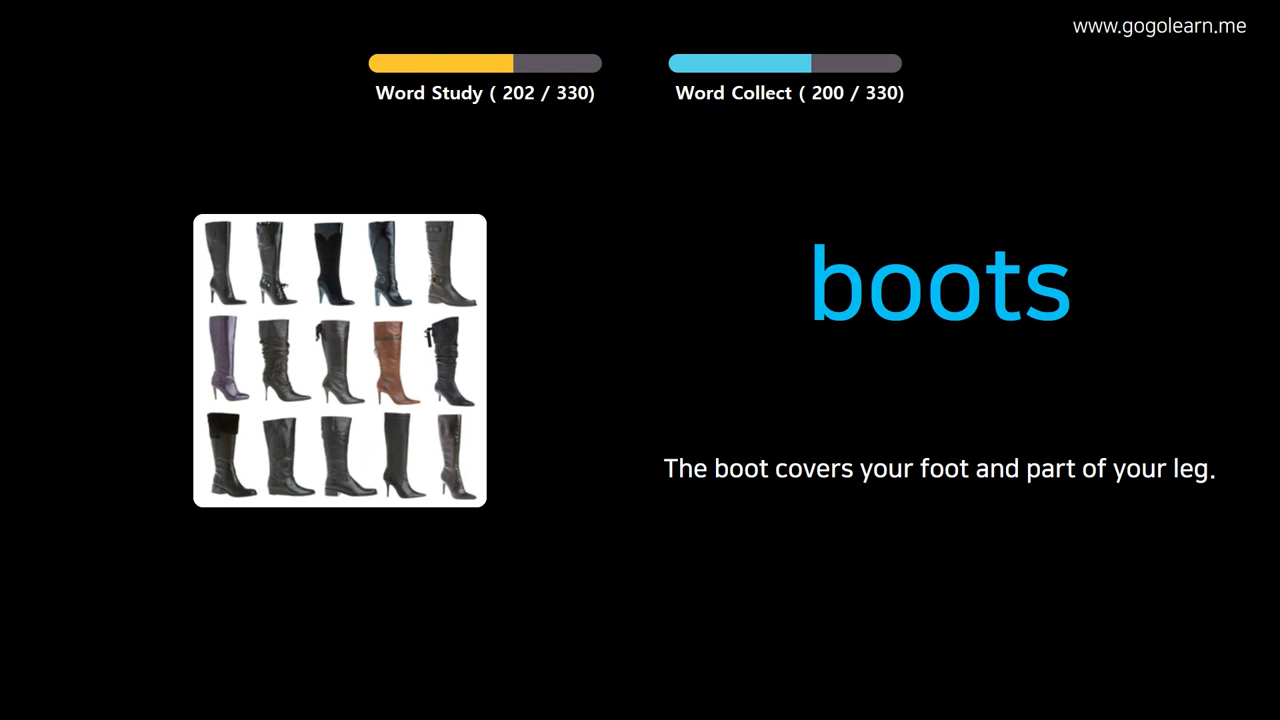 www.gogolearn.me
Word Study ( 202 / 330)
Word Collect ( 200 / 330)
boots
The boot covers your foot and part of your leg.